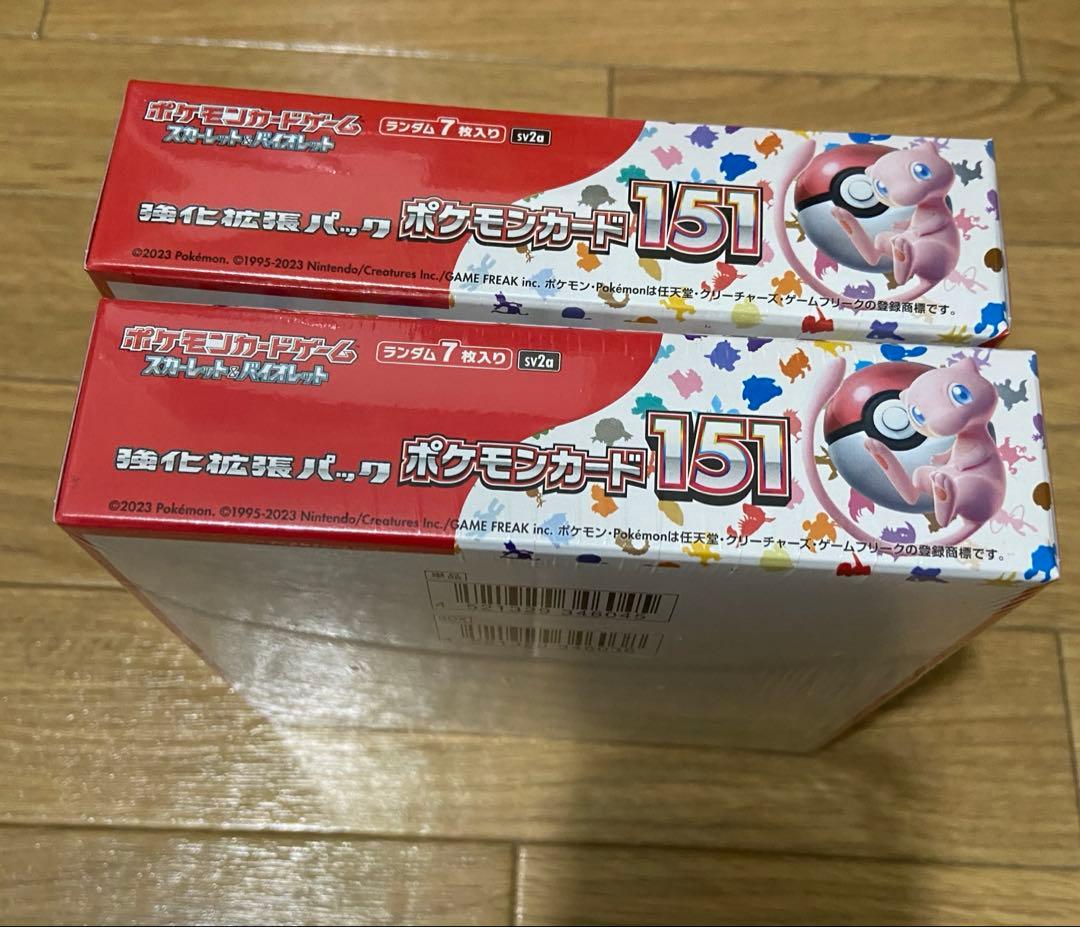 ポケモンカードゲーム
スカーレット&バイオレット
ランダム7枚入り sv2a
強化拡張パック ポケモンカード151
©2023 Pokémon. ©1995-2023 Nintendo/Creatures Inc./GAME FREAK inc. ポケモン・Pokémonは任天堂・クリーチャーズ・ゲームフリークの登録商標です。
ポケモンカードゲーム
スカーレット&バイオレット
ランダム7枚入り sv2a
強化拡張パック ポケモンカード151
©2023 Pokémon. ©1995-2023 Nintendo/Creatures Inc./GAME FREAK inc. ポケモン・Pokémonは任天堂・クリーチャーズ・ゲームフリークの登録商標です。
単品
4 521329 346045
BOX